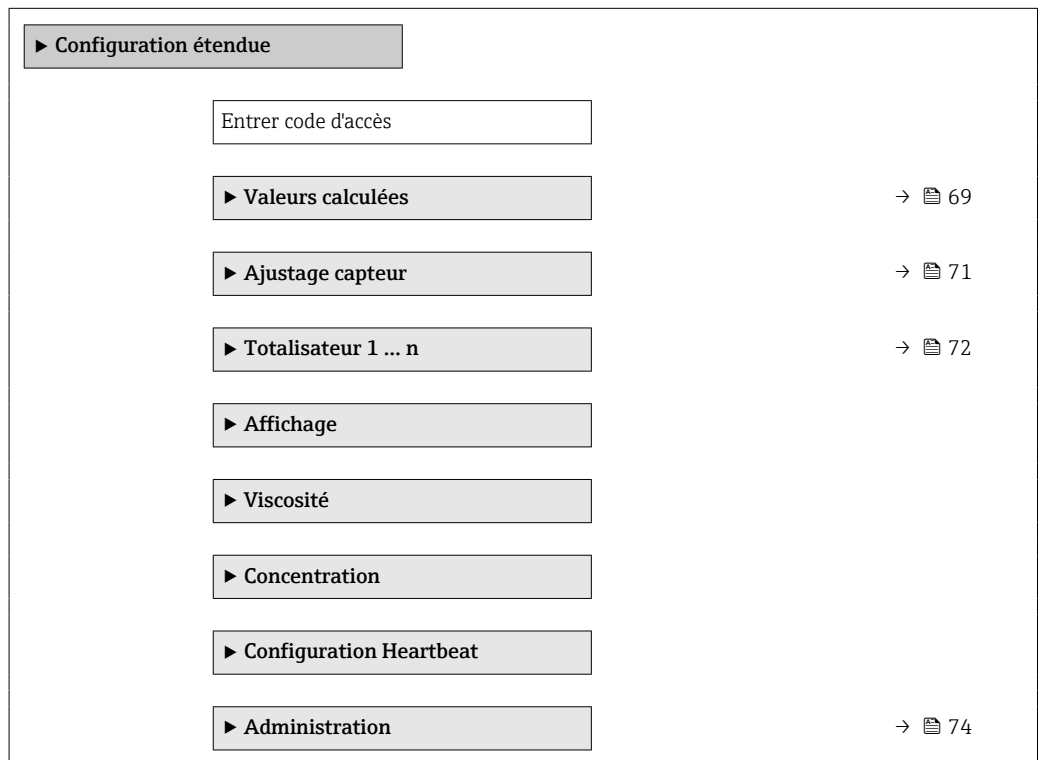 ▶ Configuration étendue
Entrer code d'accès
▶ Valeurs calculées → 69
▶ Ajustage capteur → 71
▶ Totalisateur 1 … n → 72
▶ Affichage
▶ Viscosité
▶ Concentration
▶ Configuration Heartbeat
▶ Administration → 74